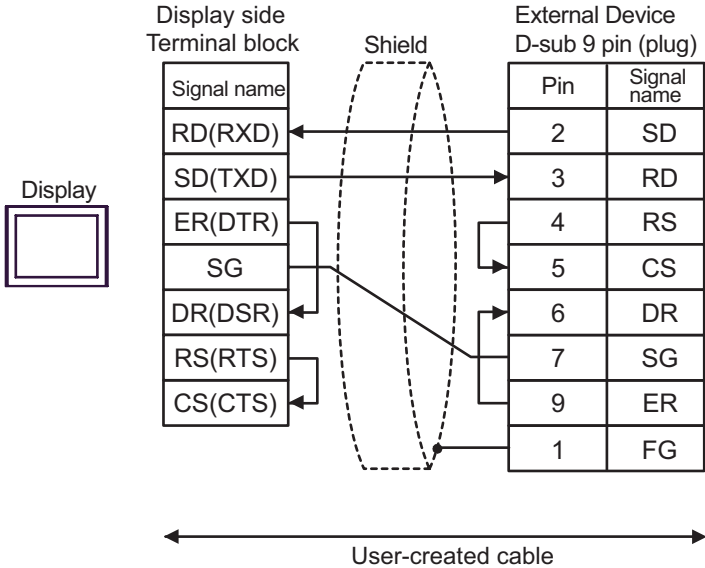 Display side
Terminal block
Shield
External Device
D-sub 9 pin (plug)
Signal name
Pin
Signal
name
RD(RXD)
2
SD
SD(TXD)
3
RD
Display
ER(DTR)
4
RS
SG
5
CS
DR(DSR)
6
DR
RS(RTS)
7
SG
CS(CTS)
9
ER
1
FG
User-created cable